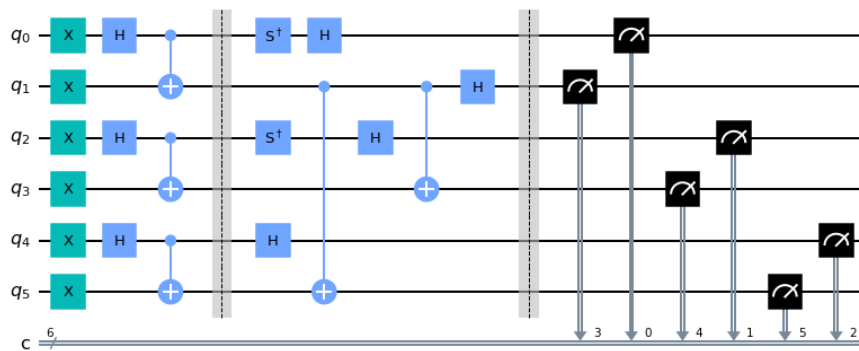 q0 X H S† H
q1 X H
q2 X H S† H
q3 X
q4 X H H
q5 X
c 6 3 0 4 1 5 2